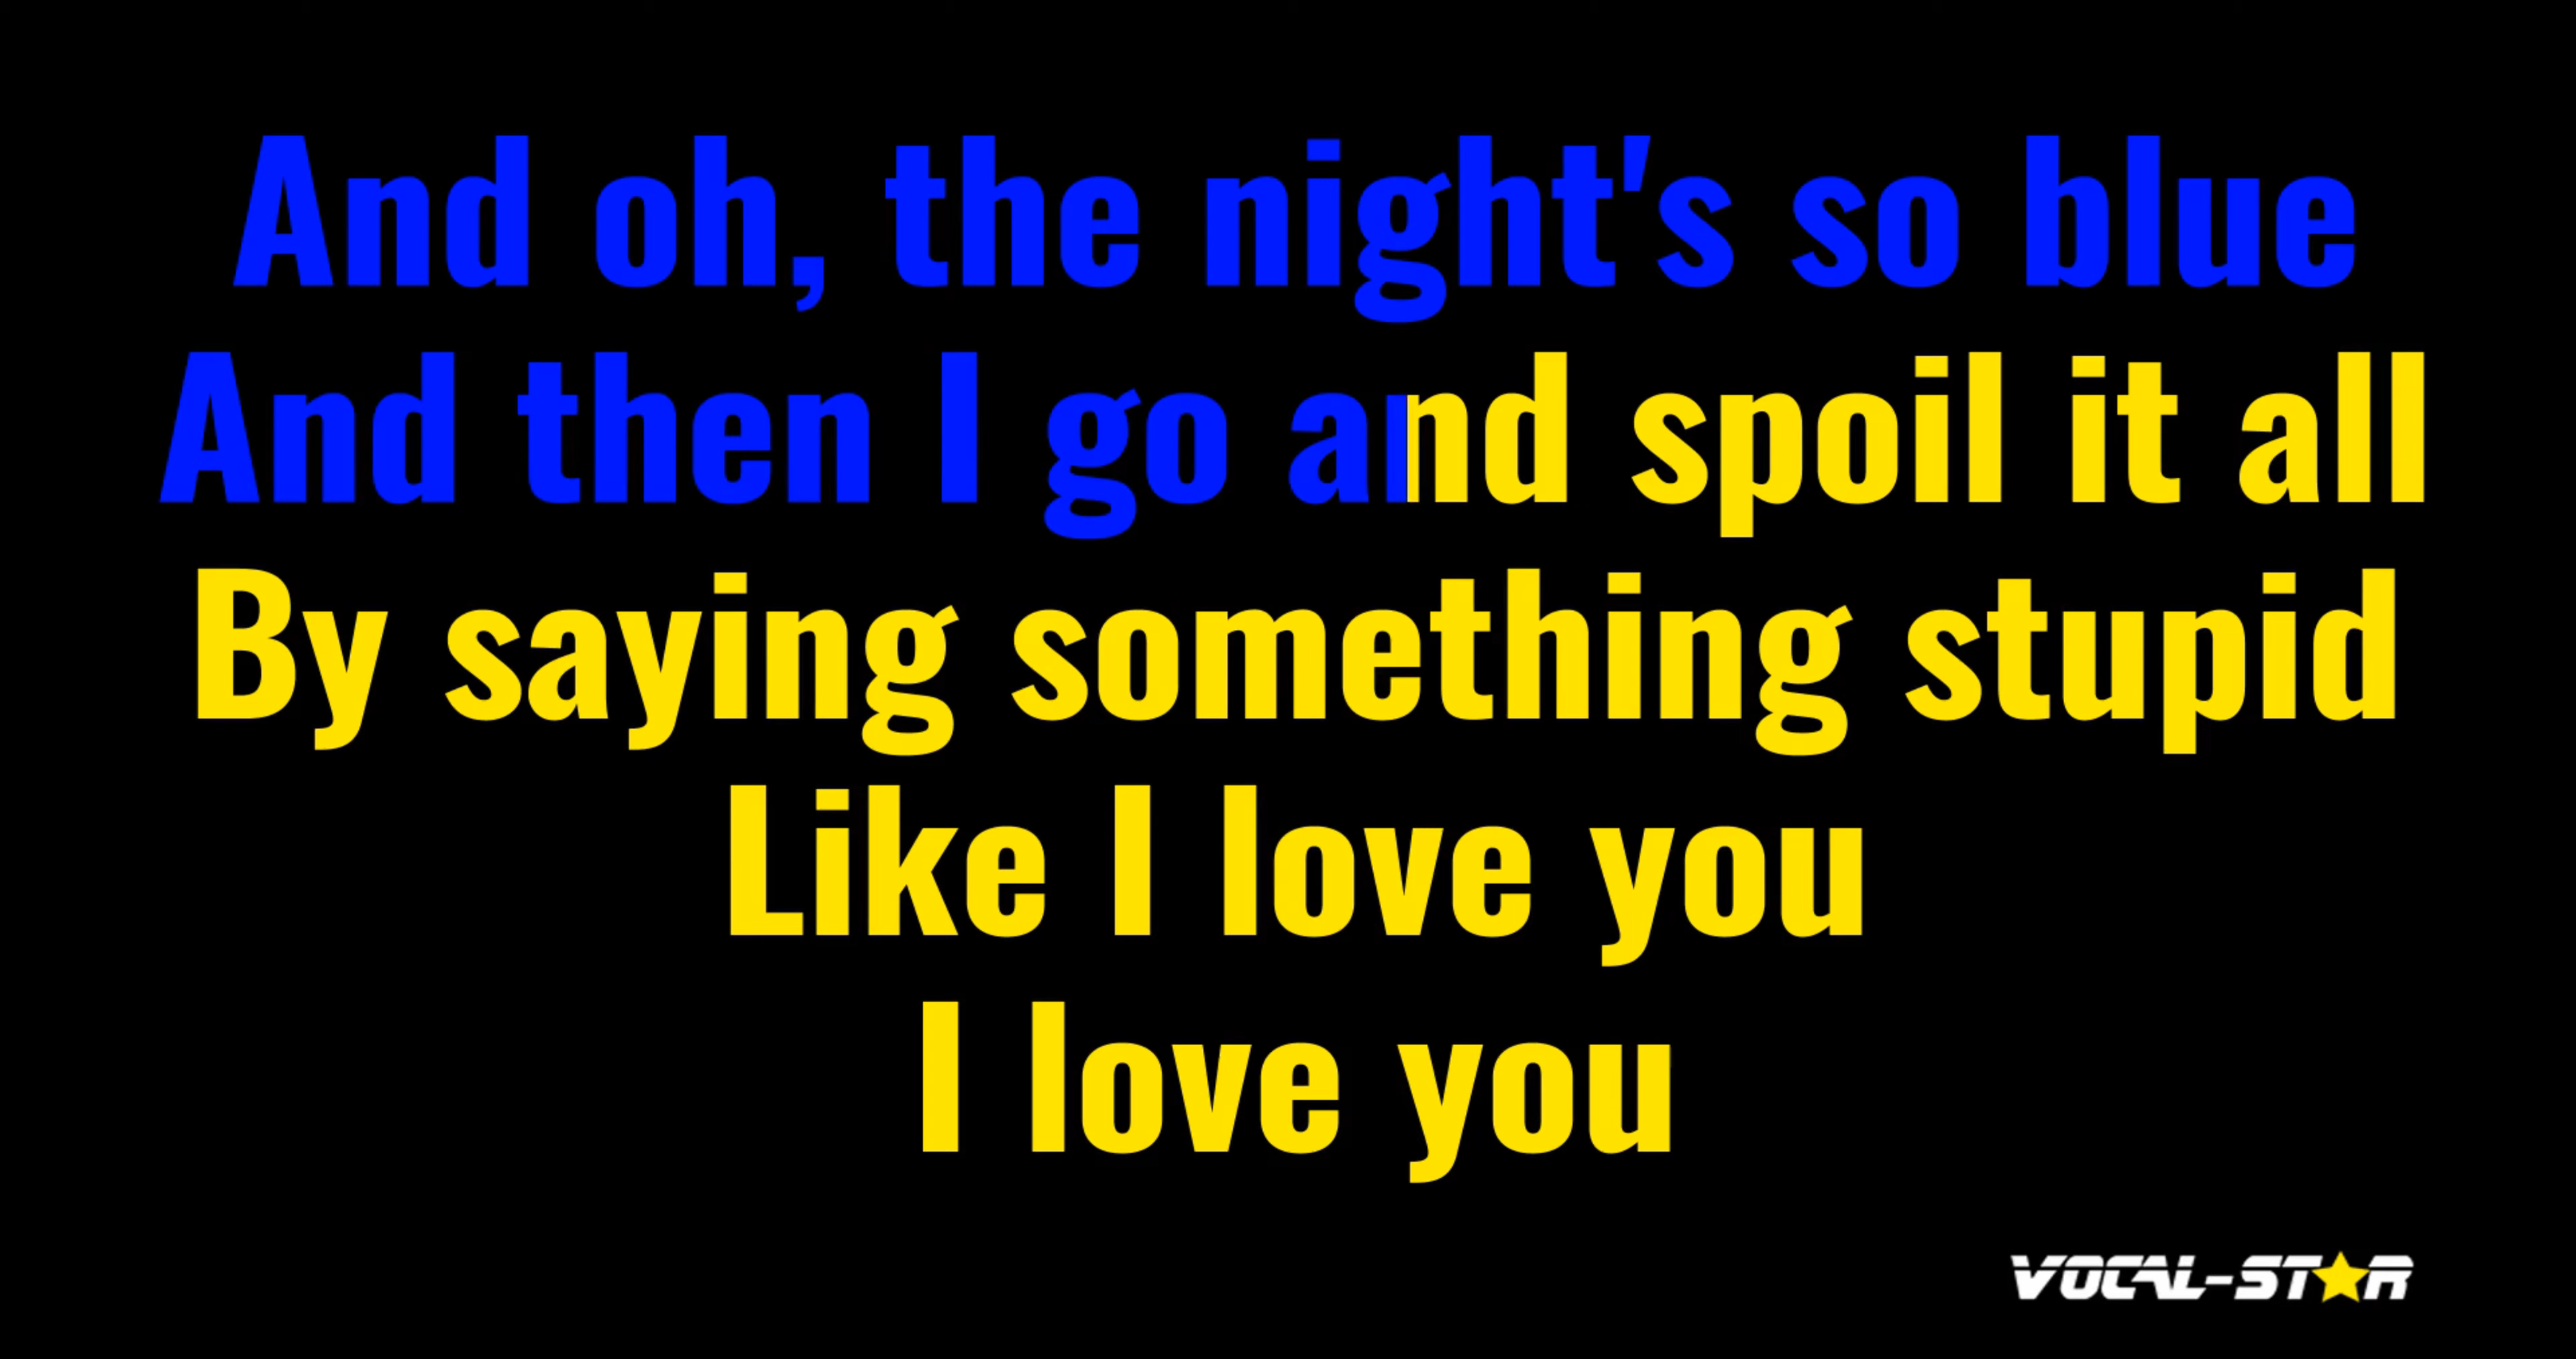 And oh, the night's so blue
And then I go and spoil it all
By saying something stupid
Like I love you
I love you
VOCAL-STAR